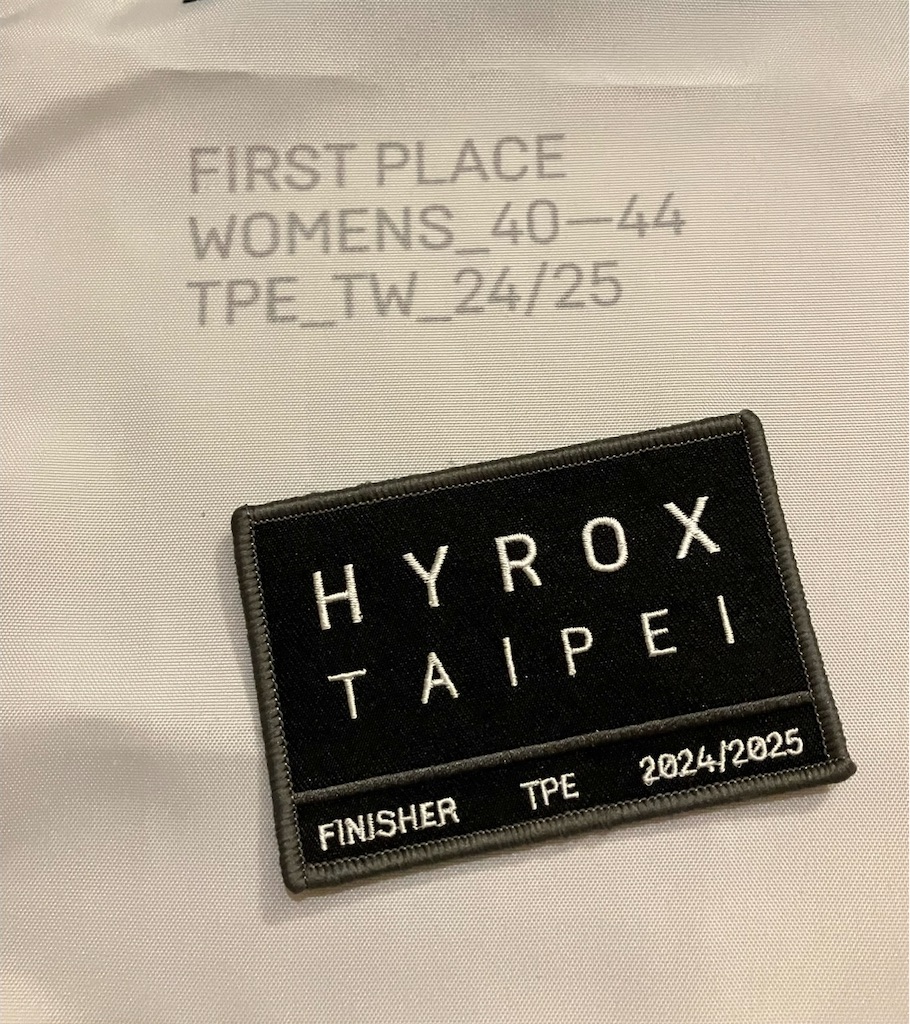 FIRST PLACE
WOMENS_40—44
TPE_TW_24/25
HYROX
TAIPEI
FINISHER TPE 2024/2025